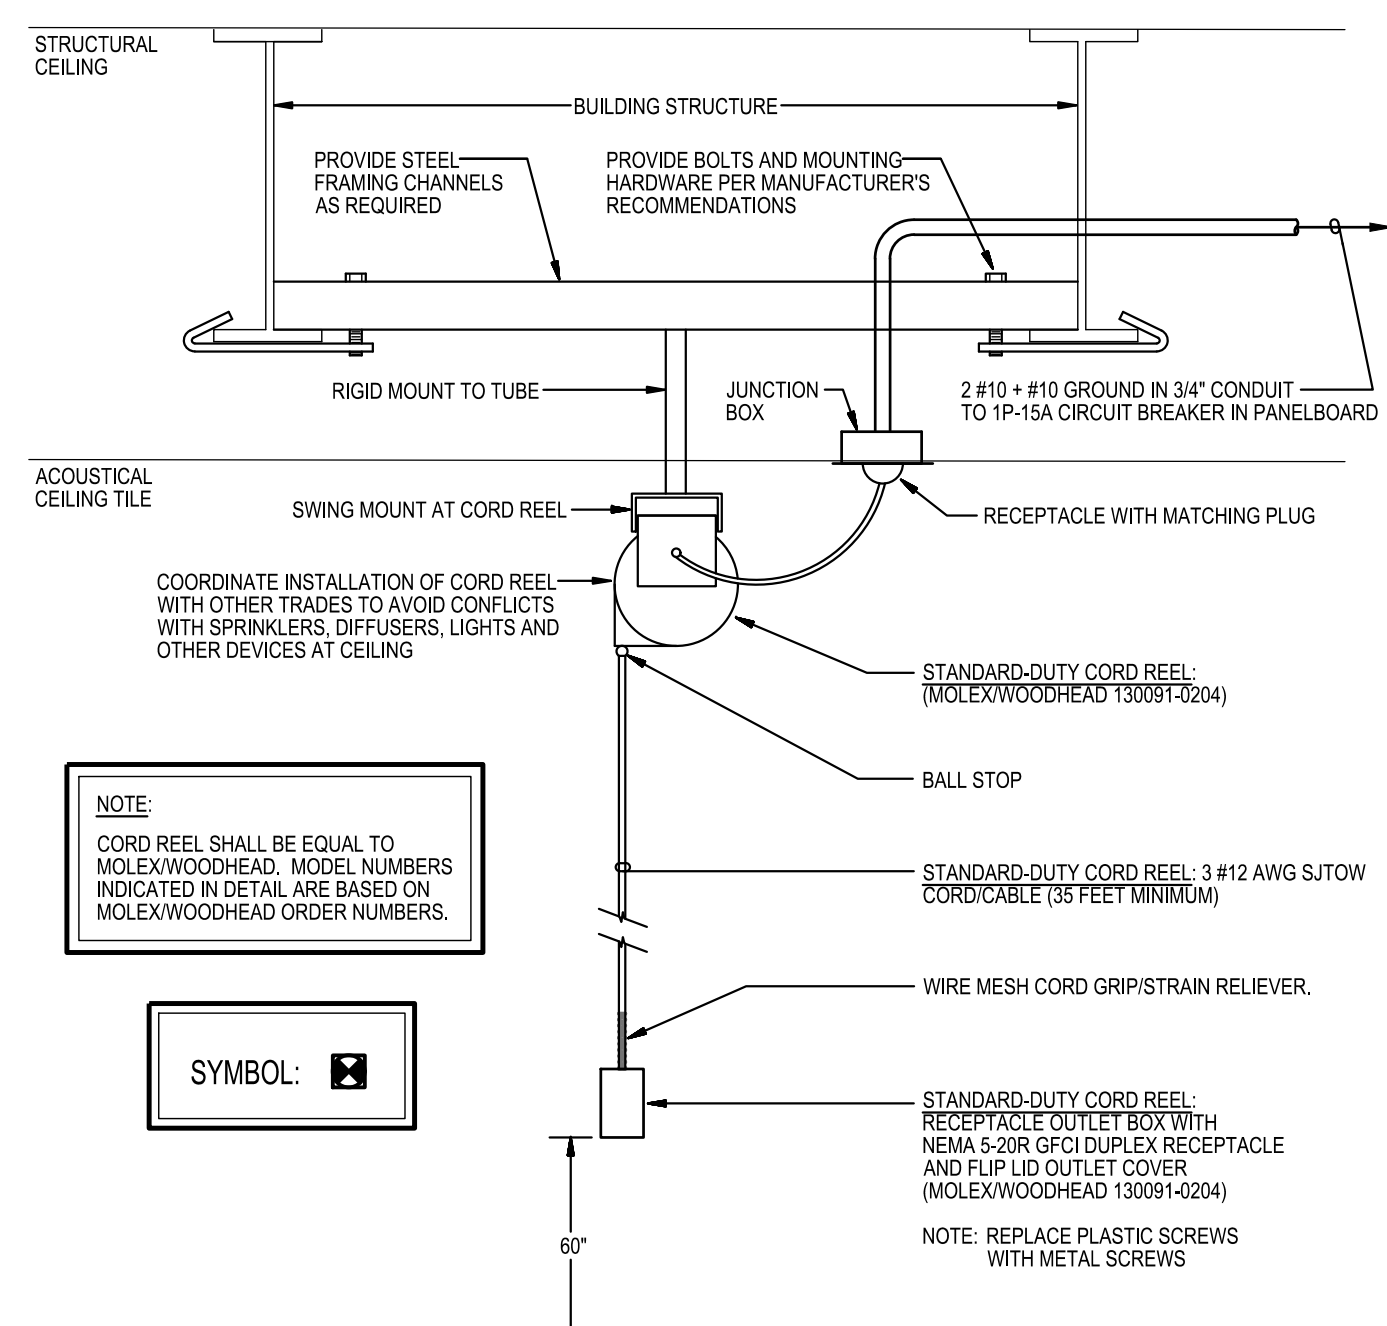 STRUCTURAL
CEILING
BUILDING STRUCTURE
PROVIDE STEEL
FRAMING CHANNELS
AS REQUIRED
PROVIDE BOLTS AND MOUNTING
HARDWARE PER MANUFACTURER'S
RECOMMENDATIONS
RIGID MOUNT TO TUBE
JUNCTION
BOX
2 #10 + #10 GROUND IN 3/4" CONDUIT
TO 1P-15A CIRCUIT BREAKER IN PANELBOARD
ACOUSTICAL
CEILING TILE
SWING MOUNT AT CORD REEL
RECEPTACLE WITH MATCHING PLUG
COORDINATE INSTALLATION OF CORD REEL
WITH OTHER TRADES TO AVOID CONFLICTS
WITH SPRINKLERS, DIFFUSERS, LIGHTS AND
OTHER DEVICES AT CEILING
STANDARD-DUTY CORD REEL:
(MOLEX/WOODHEAD 130091-0204)
BALL STOP
NOTE:
CORD REEL SHALL BE EQUAL TO
MOLEX/WOODHEAD. MODEL NUMBERS
INDICATED IN DETAIL ARE BASED ON
MOLEX/WOODHEAD ORDER NUMBERS.
STANDARD-DUTY CORD REEL: 3 #12 AWG SJTOW
CORD/CABLE (35 FEET MINIMUM)
WIRE MESH CORD GRIP/STRAIN RELIEVER.
SYMBOL:
STANDARD-DUTY CORD REEL:
RECEPTACLE OUTLET BOX WITH
NEMA 5-20R GFCI DUPLEX RECEPTACLE
AND FLIP LID OUTLET COVER
(MOLEX/WOODHEAD 130091-0204)
NOTE: REPLACE PLASTIC SCREWS
WITH METAL SCREWS
60"